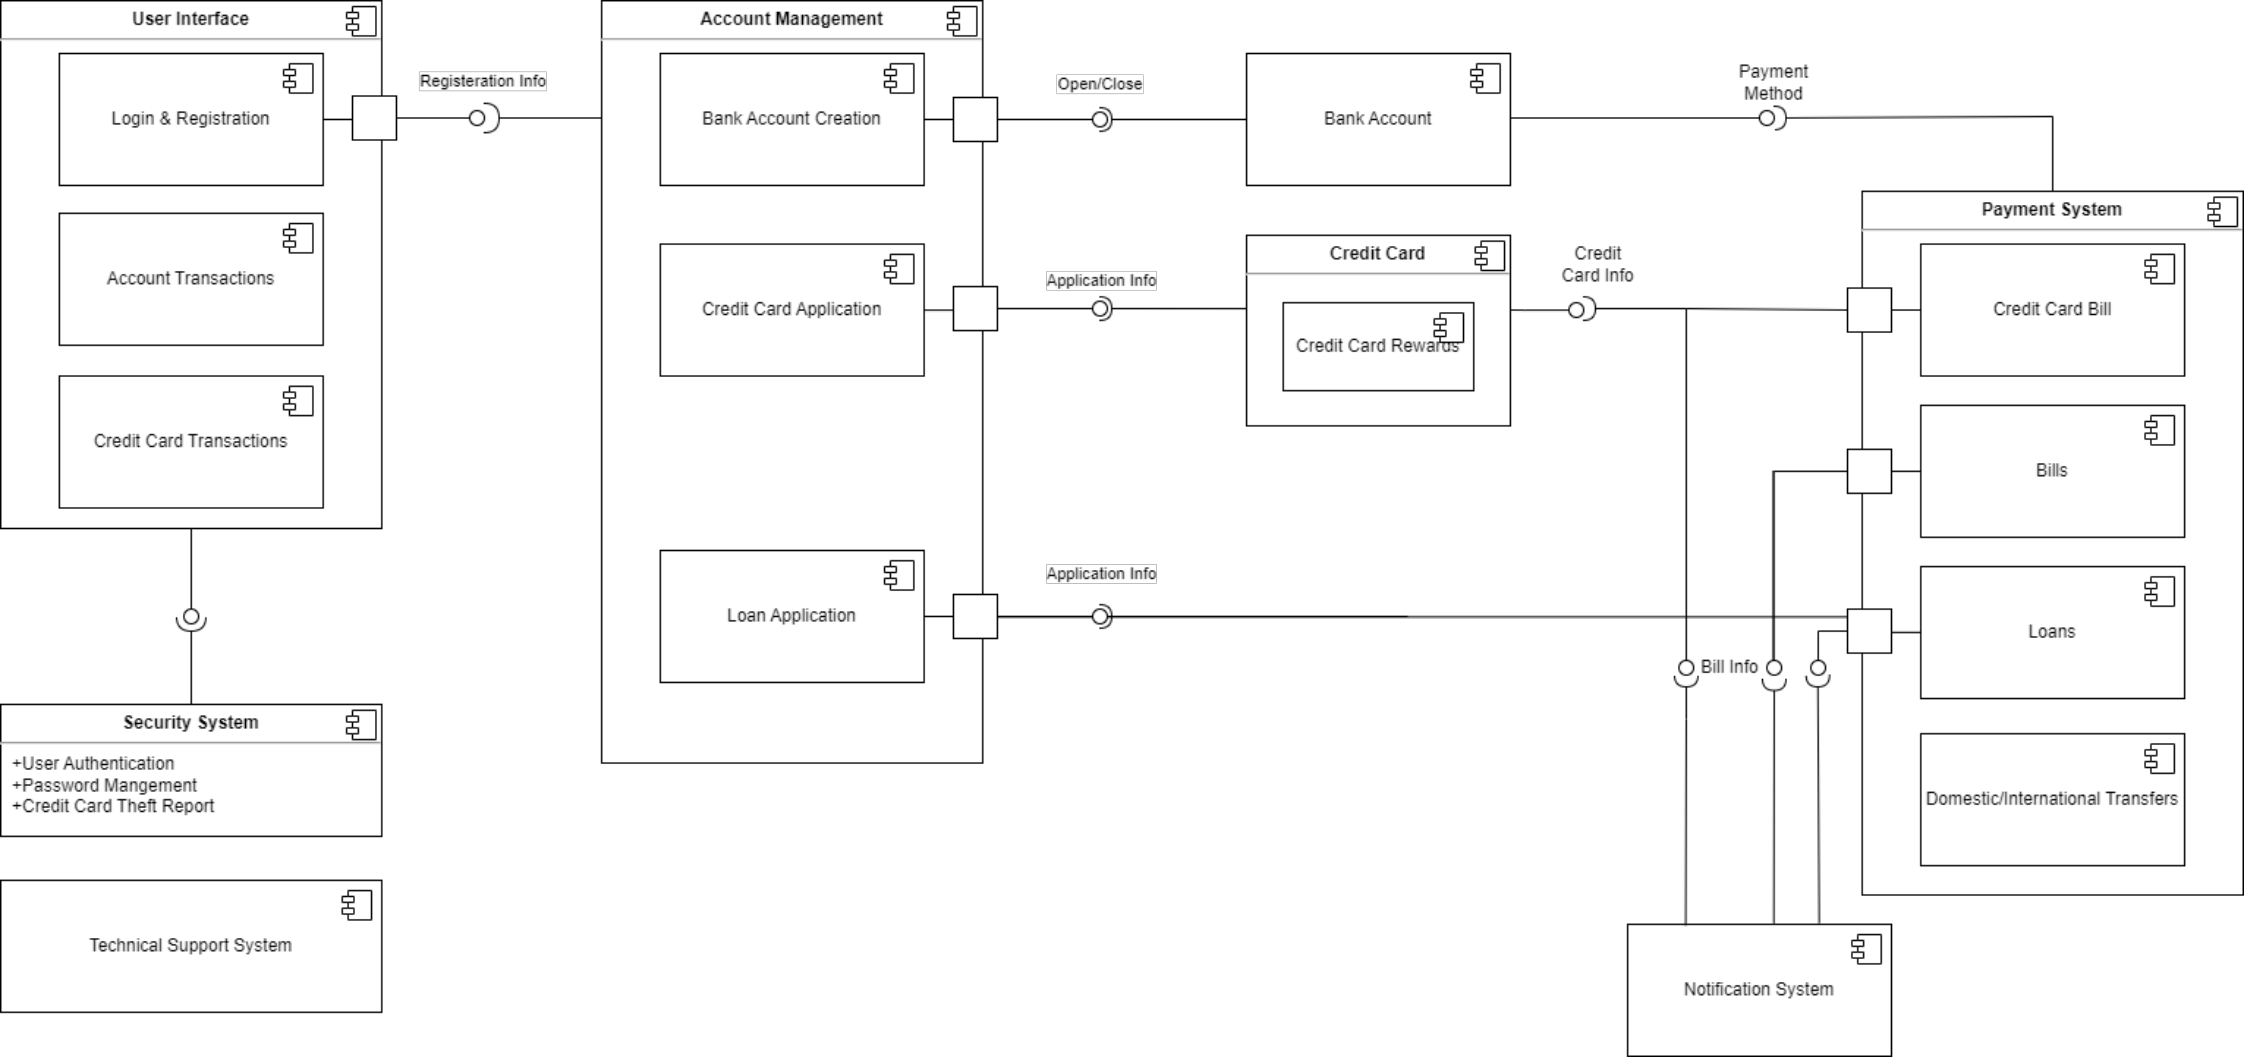 User Interface
Login & Registration
Account Transactions
Credit Card Transactions
Registeration Info
Account Management
Bank Account Creation
Credit Card Application
Loan Application
Open/Close
Application Info
Application Info
Bank Account
Credit Card
Credit Card Rewards
Payment
Method
Credit
Card Info
Payment System
Credit Card Bill
Bills
Loans
Domestic/International Transfers
Bill Info
Security System
+User Authentication
+Password Mangement
+Credit Card Theft Report
Technical Support System
Notification System